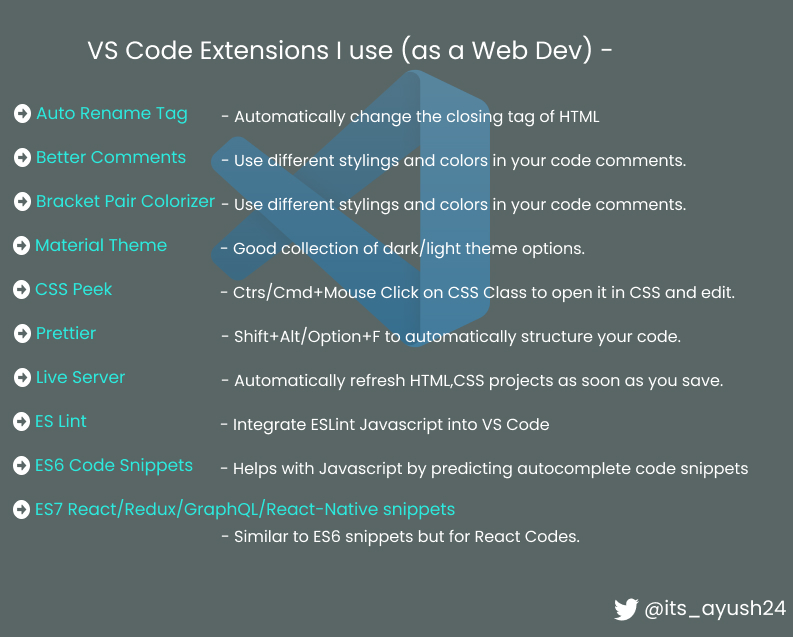 VS Code Extensions I use (as a Web Dev) -
Auto Rename Tag - Automatically change the closing tag of HTML
Better Comments - Use different stylings and colors in your code comments.
Bracket Pair Colorizer - Use different stylings and colors in your code comments.
Material Theme - Good collection of dark/light theme options.
CSS Peek - Ctrs/Cmd+Mouse Click on CSS Class to open it in CSS and edit.
Prettier - Shift+Alt/Option+F to automatically structure your code.
Live Server - Automatically refresh HTML,CSS projects as soon as you save.
ES Lint - Integrate ESLint Javascript into VS Code
ES6 Code Snippets - Helps with Javascript by predicting autocomplete code snippets
ES7 React/Redux/GraphQL/React-Native snippets
- Similar to ES6 snippets but for React Codes.
@its_ayush24